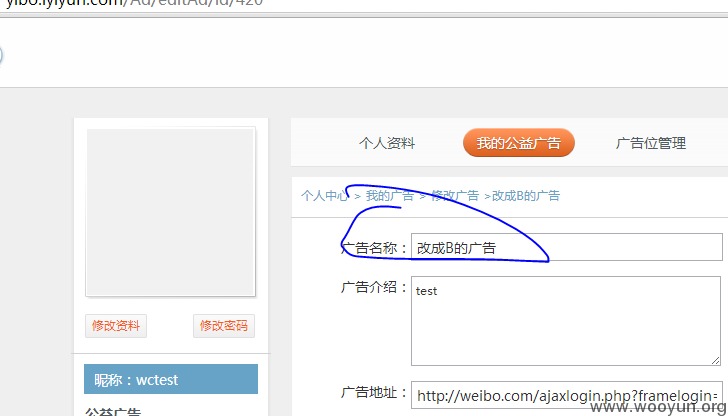 yibo.iyiyun.com/Ad/editAd/id/420
个人资料 我的公益广告 广告位管理
个人中心 > 我的广告 > 修改广告 >改成B的广告
广告名称： 改成B的广告
广告介绍： test
修改资料 修改密码
昵称：wctest
广告地址： http://weibo.com/ajaxlogin.php?framelogin=
公益广告
www.wooyun.org